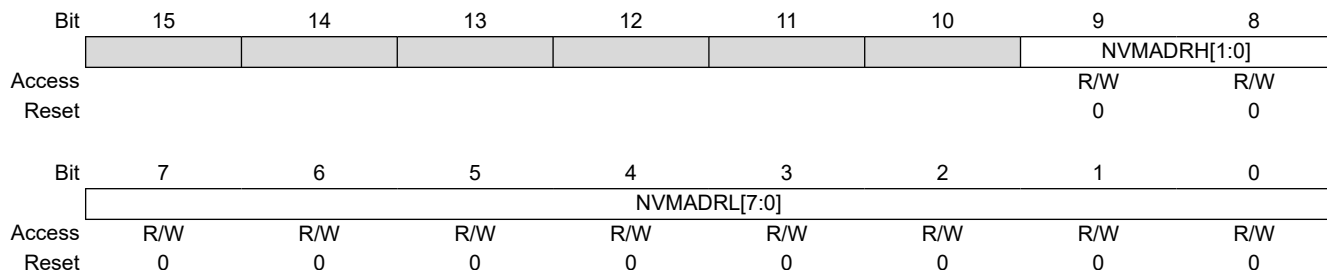 Bit 15 14 13 12 11 10 9 8
NVMADRH[1:0]
Access R/W R/W
Reset 0 0
Bit 7 6 5 4 3 2 1 0
NVMADRL[7:0]
Access R/W R/W R/W R/W R/W R/W R/W R/W
Reset 0 0 0 0 0 0 0 0